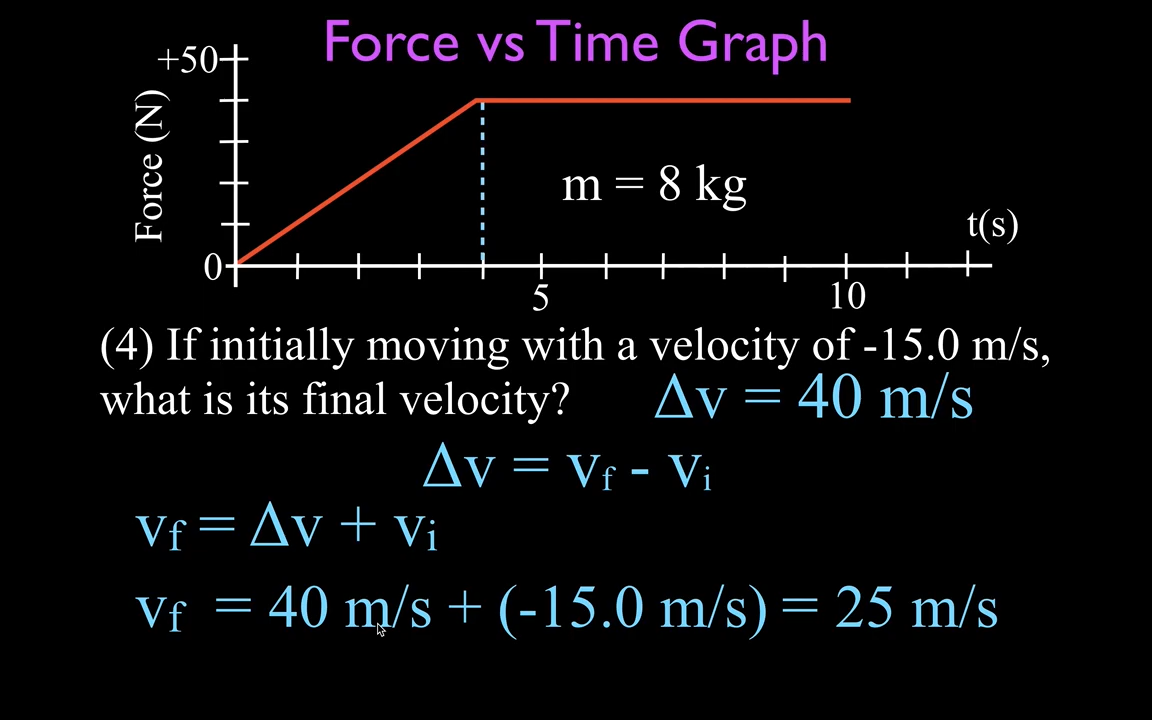 Force vs Time Graph
+50
Force (N)
m = 8 kg
t(s)
0
5
10
(4) If initially moving with a velocity of -15.0 m/s,
what is its final velocity?
Δv = 40 m/s
Δv = vf - vi
vf = Δv + vi
vf = 40 m/s + (-15.0 m/s) = 25 m/s